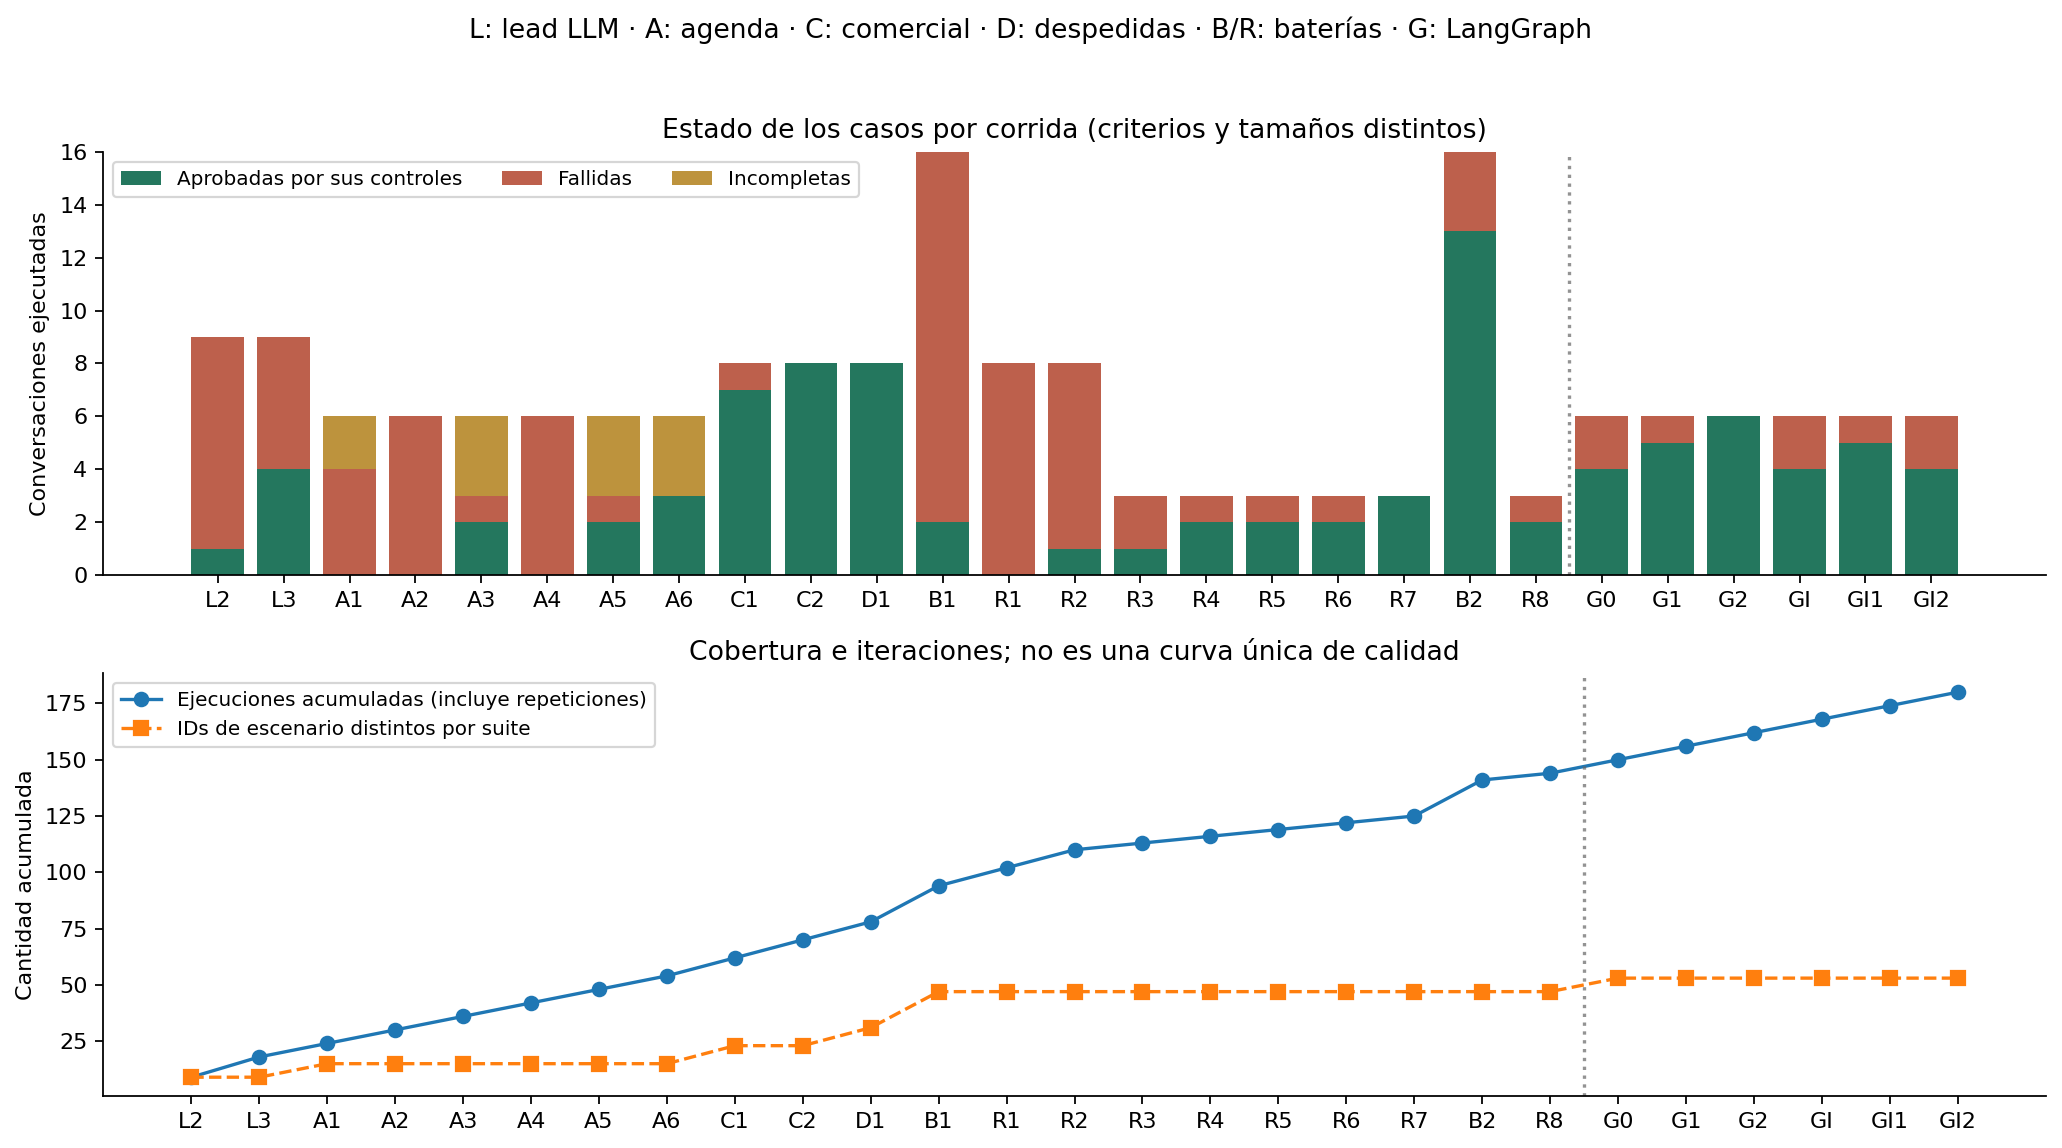 L: lead LLM · A: agenda · C: comercial · D: despedidas · B/R: baterías · G: LangGraph
Estado de los casos por corrida (criterios y tamaños distintos)
Aprobadas por sus controles Fallidas Incompletas
Conversaciones ejecutadas
16
14
12
10
8
6
4
2
0
L2 L3 A1 A2 A3 A4 A5 A6 C1 C2 D1 B1 R1 R2 R3 R4 R5 R6 R7 B2 R8 G0 G1 G2 GI GI1 GI2
Cobertura e iteraciones; no es una curva única de calidad
Ejecuciones acumuladas (incluye repeticiones)
IDs de escenario distintos por suite
Cantidad acumulada
175
150
125
100
75
50
25
L2 L3 A1 A2 A3 A4 A5 A6 C1 C2 D1 B1 R1 R2 R3 R4 R5 R6 R7 B2 R8 G0 G1 G2 GI GI1 GI2